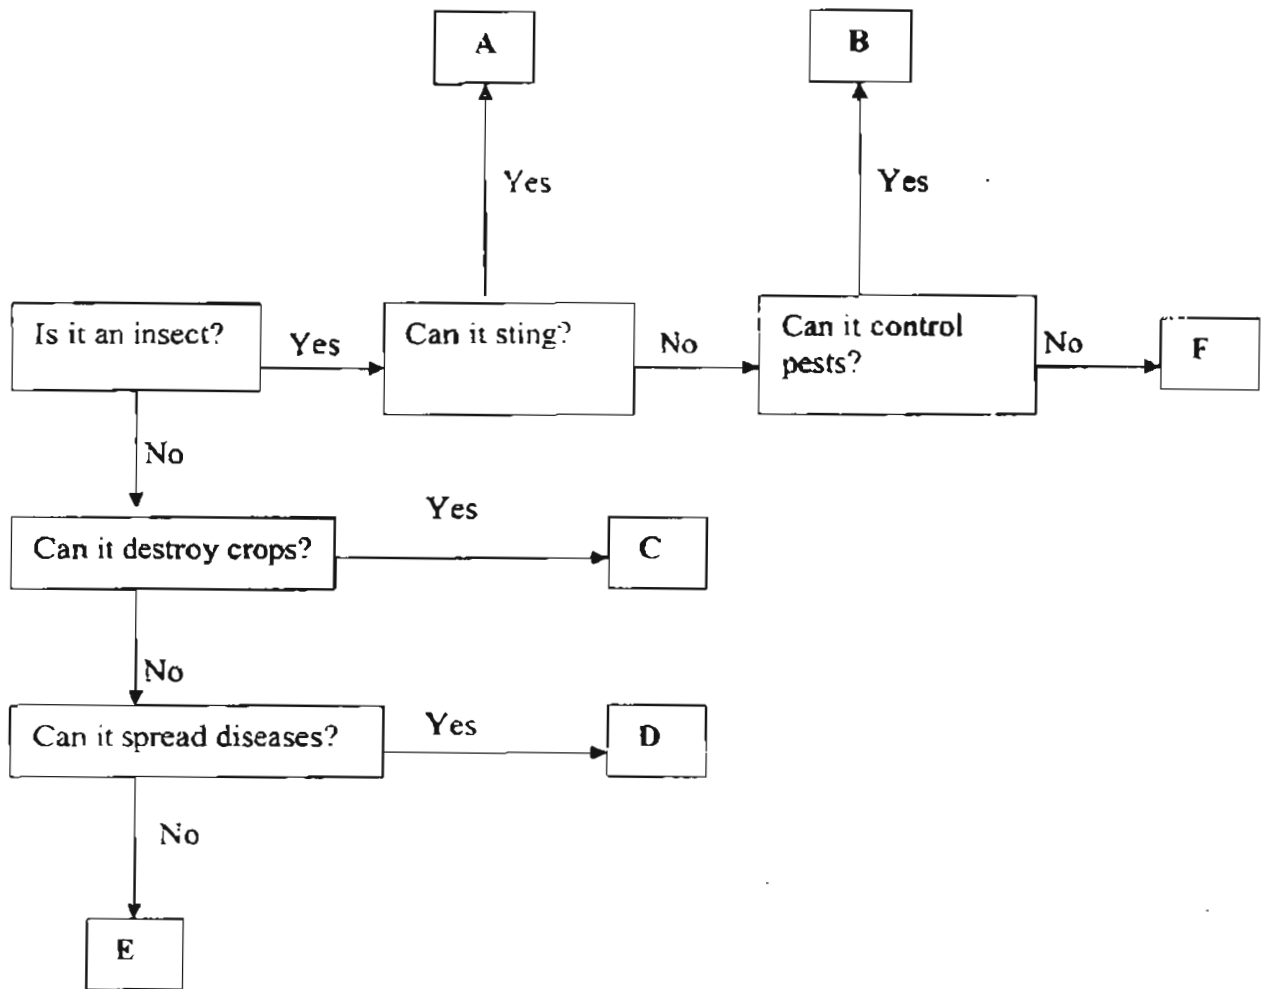 A
B
Yes
Yes
Is it an insect?
Yes
Can it sting?
No
Can it control
pests?
No
F
No
Can it destroy crops?
Yes
C
No
Can it spread diseases?
Yes
D
No
E